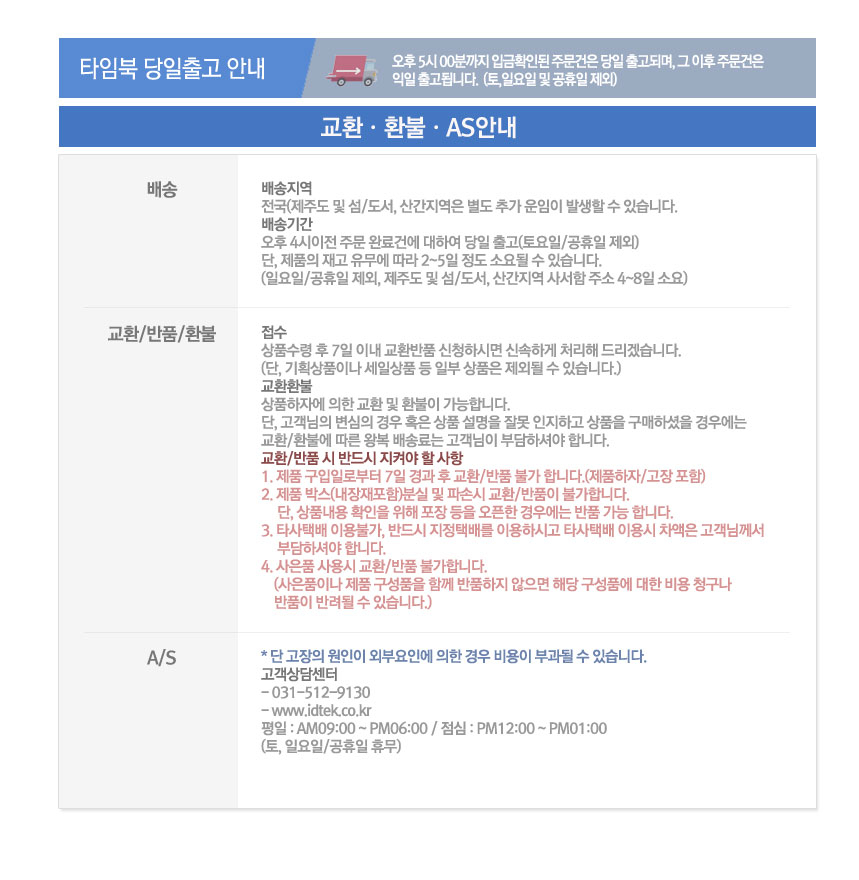 타임북 당일출고 안내
오후 5시 00분까지 입금확인된 주문건은 당일 출고되며, 그 이후 주문건은
익일 출고됩니다. (토,일요일 및 공휴일 제외)
교환 · 환불 · AS안내
배송
배송지역
전국(제주도 및 섬/도서, 산간지역은 별도 추가 운임이 발생할 수 있습니다.
배송기간
오후 4시이전 주문 완료건에 대하여 당일 출고(토요일/공휴일 제외)
단, 제품의 재고 유무에 따라 2~5일 정도 소요될 수 있습니다.
(일요일/공휴일 제외, 제주도 및 섬/도서, 산간지역 사서함 주소 4~8일 소요)
교환/반품/환불
접수
상품수령 후 7일 이내 교환반품 신청하시면 신속하게 처리해 드리겠습니다.
(단, 기획상품이나 세일상품 등 일부 상품은 제외될 수 있습니다.)
교환환불
상품하자에 의한 교환 및 환불이 가능합니다.
단, 고객님의 변심의 경우 혹은 상품 설명을 잘못 인지하고 상품을 구매하셨을 경우에는
교환/환불에 따른 왕복 배송료는 고객님이 부담하셔야 합니다.
교환/반품 시 반드시 지켜야 할 사항
1. 제품 구입일로부터 7일 경과 후 교환/반품 불가 합니다.(제품하자/고장 포함)
2. 제품 박스(내장재포함)분실 및 파손시 교환/반품이 불가합니다.
단, 상품내용 확인을 위해 포장 등을 오픈한 경우에는 반품 가능 합니다.
3. 타사택배 이용불가, 반드시 지정택배를 이용하시고 타사택배 이용시 차액은 고객님께서
부담하셔야 합니다.
4. 사은품 사용시 교환/반품 불가합니다.
(사은품이나 제품 구성품을 함께 반품하지 않으면 해당 구성품에 대한 비용 청구나
반품이 반려될 수 있습니다.)
A/S
* 단 고장의 원인이 외부요인에 의한 경우 비용이 부과될 수 있습니다.
고객상담센터
- 031-512-9130
- www.idtek.co.kr
평일 : AM09:00 ~ PM06:00 / 점심 : PM12:00 ~ PM01:00
(토, 일요일/공휴일 휴무)